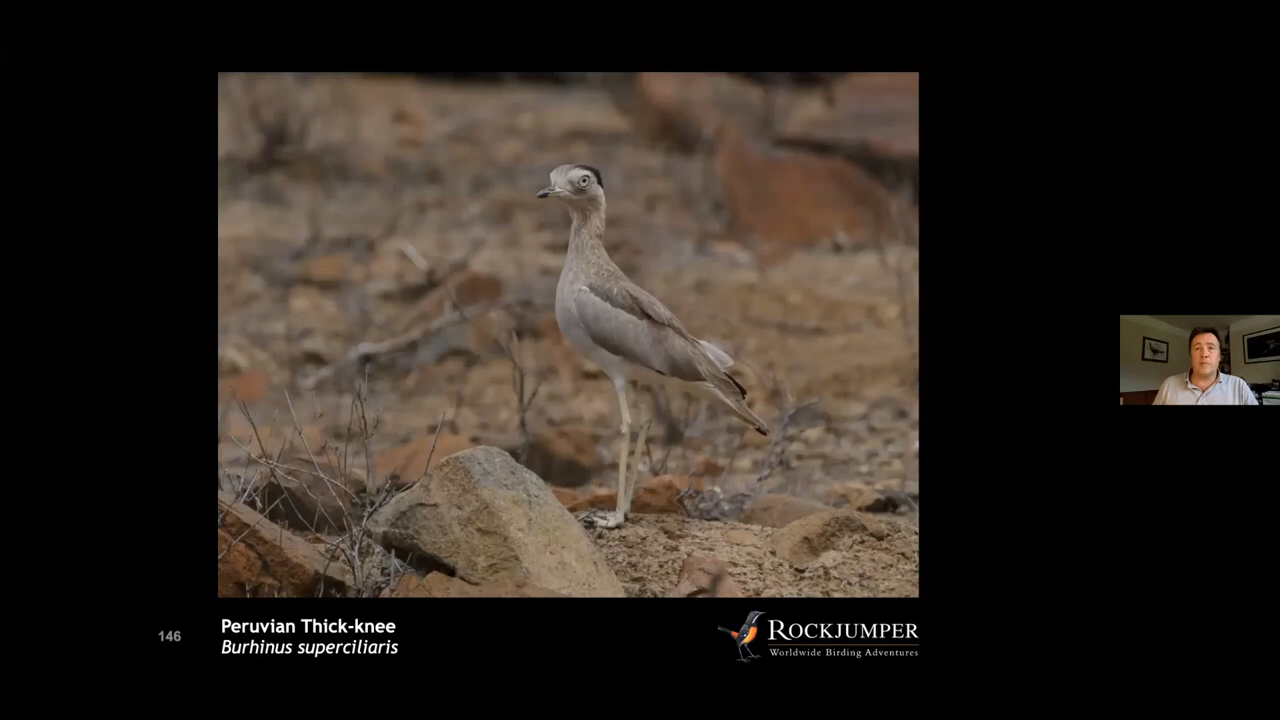 146
Peruvian Thick-knee
Burhinus superciliaris
ROCKJUMPER
Worldwide Birding Adventures